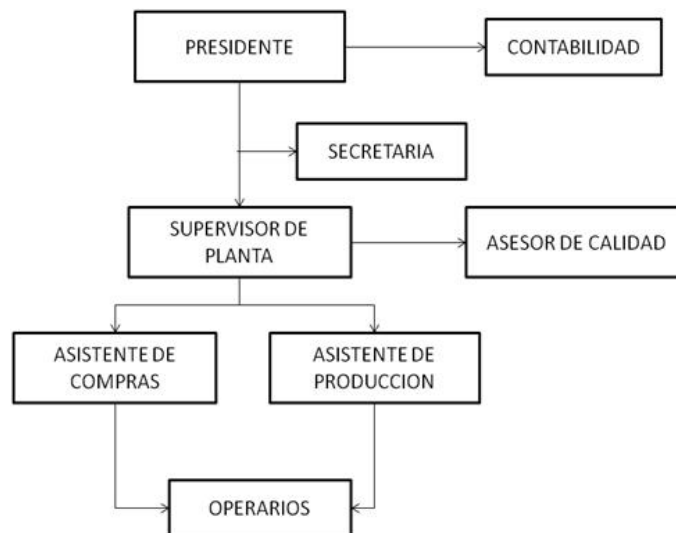 PRESIDENTE
CONTABILIDAD
SECRETARIA
SUPERVISOR DE
PLANTA
ASESOR DE CALIDAD
ASISTENTE DE
COMPRAS
ASISTENTE DE
PRODUCCION
OPERARIOS